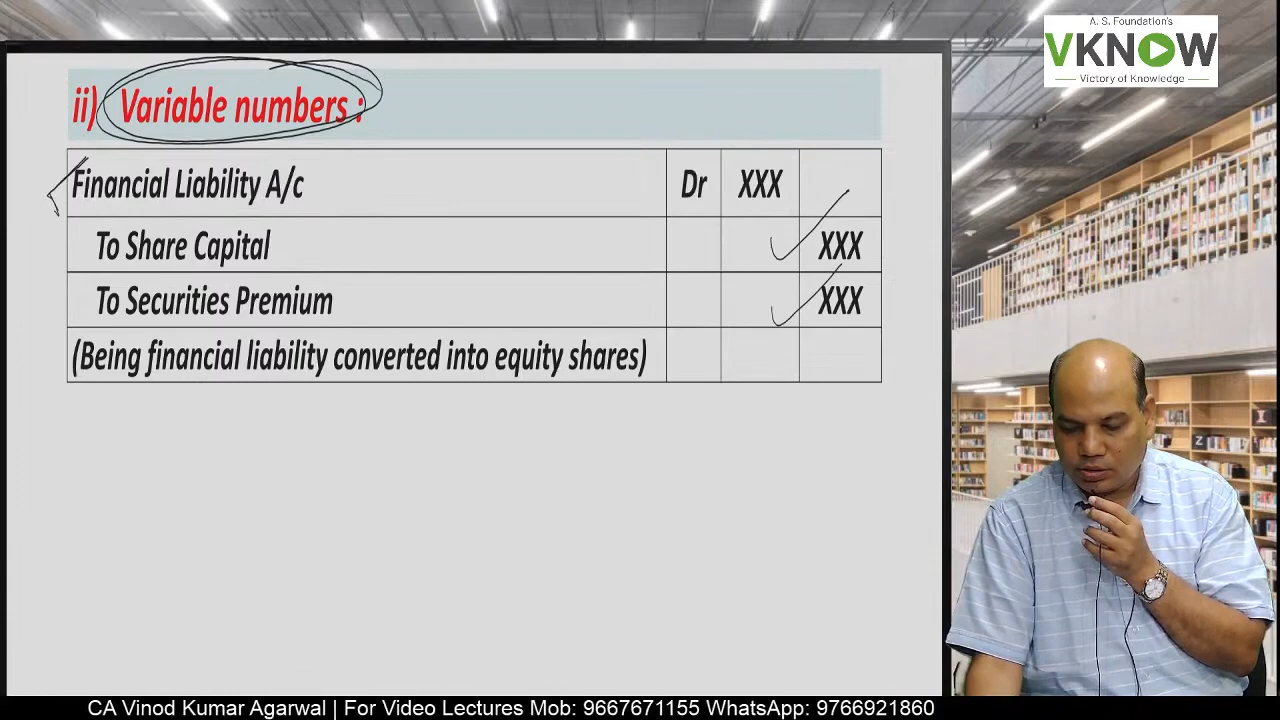 A. S. Foundation's
VKNOW
Victory of Knowledge
ii) Variable numbers :
Financial Liability A/c Dr XXX
To Share Capital XXX
To Securities Premium XXX
(Being financial liability converted into equity shares)
CA Vinod Kumar Agarwal | For Video Lectures Mob: 9667671155 WhatsApp: 9766921860